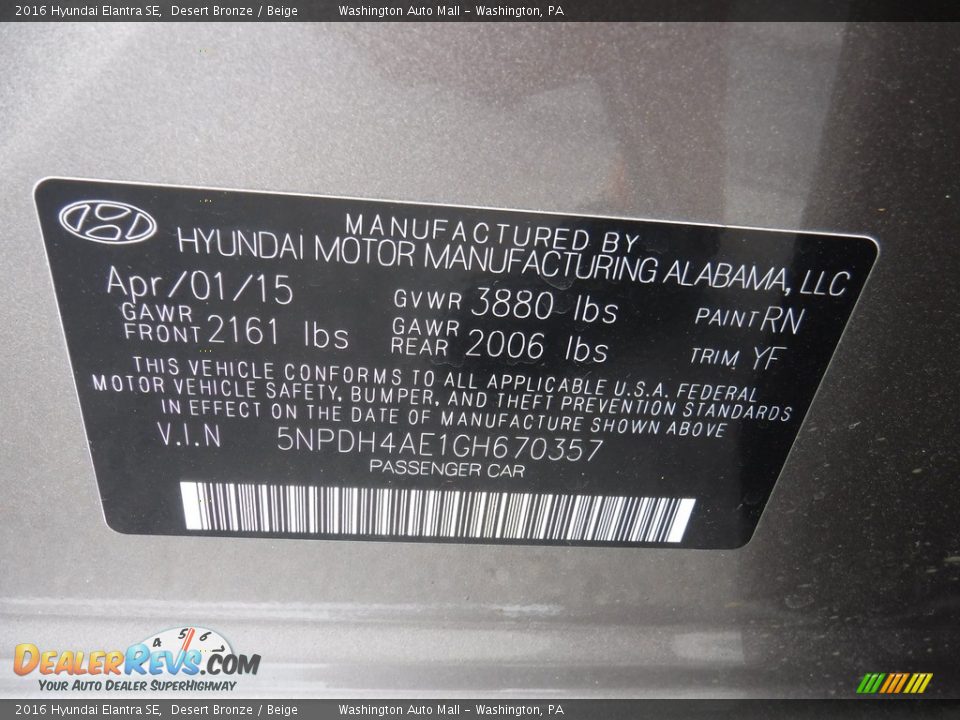 2016 Hyundai Elantra SE, Desert Bronze / Beige Washington Auto Mall - Washington, PA
MANUFACTURED BY
HYUNDAI MOTOR MANUFACTURING ALABAMA, LLC
Apr/01/15 GVWR 3880 lbs PAINT RN
GAWR FRONT 2161 lbs GAWR REAR 2006 lbs TRIM YF
THIS VEHICLE CONFORMS TO ALL APPLICABLE U.S.A. FEDERAL
MOTOR VEHICLE SAFETY, BUMPER, AND THEFT PREVENTION STANDARDS
IN EFFECT ON THE DATE OF MANUFACTURE SHOWN ABOVE
V.I.N 5NPDH4AE1GH670357
PASSENGER CAR
4 5 6 7
DEALERREVS.COM
YOUR AUTO DEALER SUPERHIGHWAY
2016 Hyundai Elantra SE, Desert Bronze / Beige Washington Auto Mall - Washington, PA